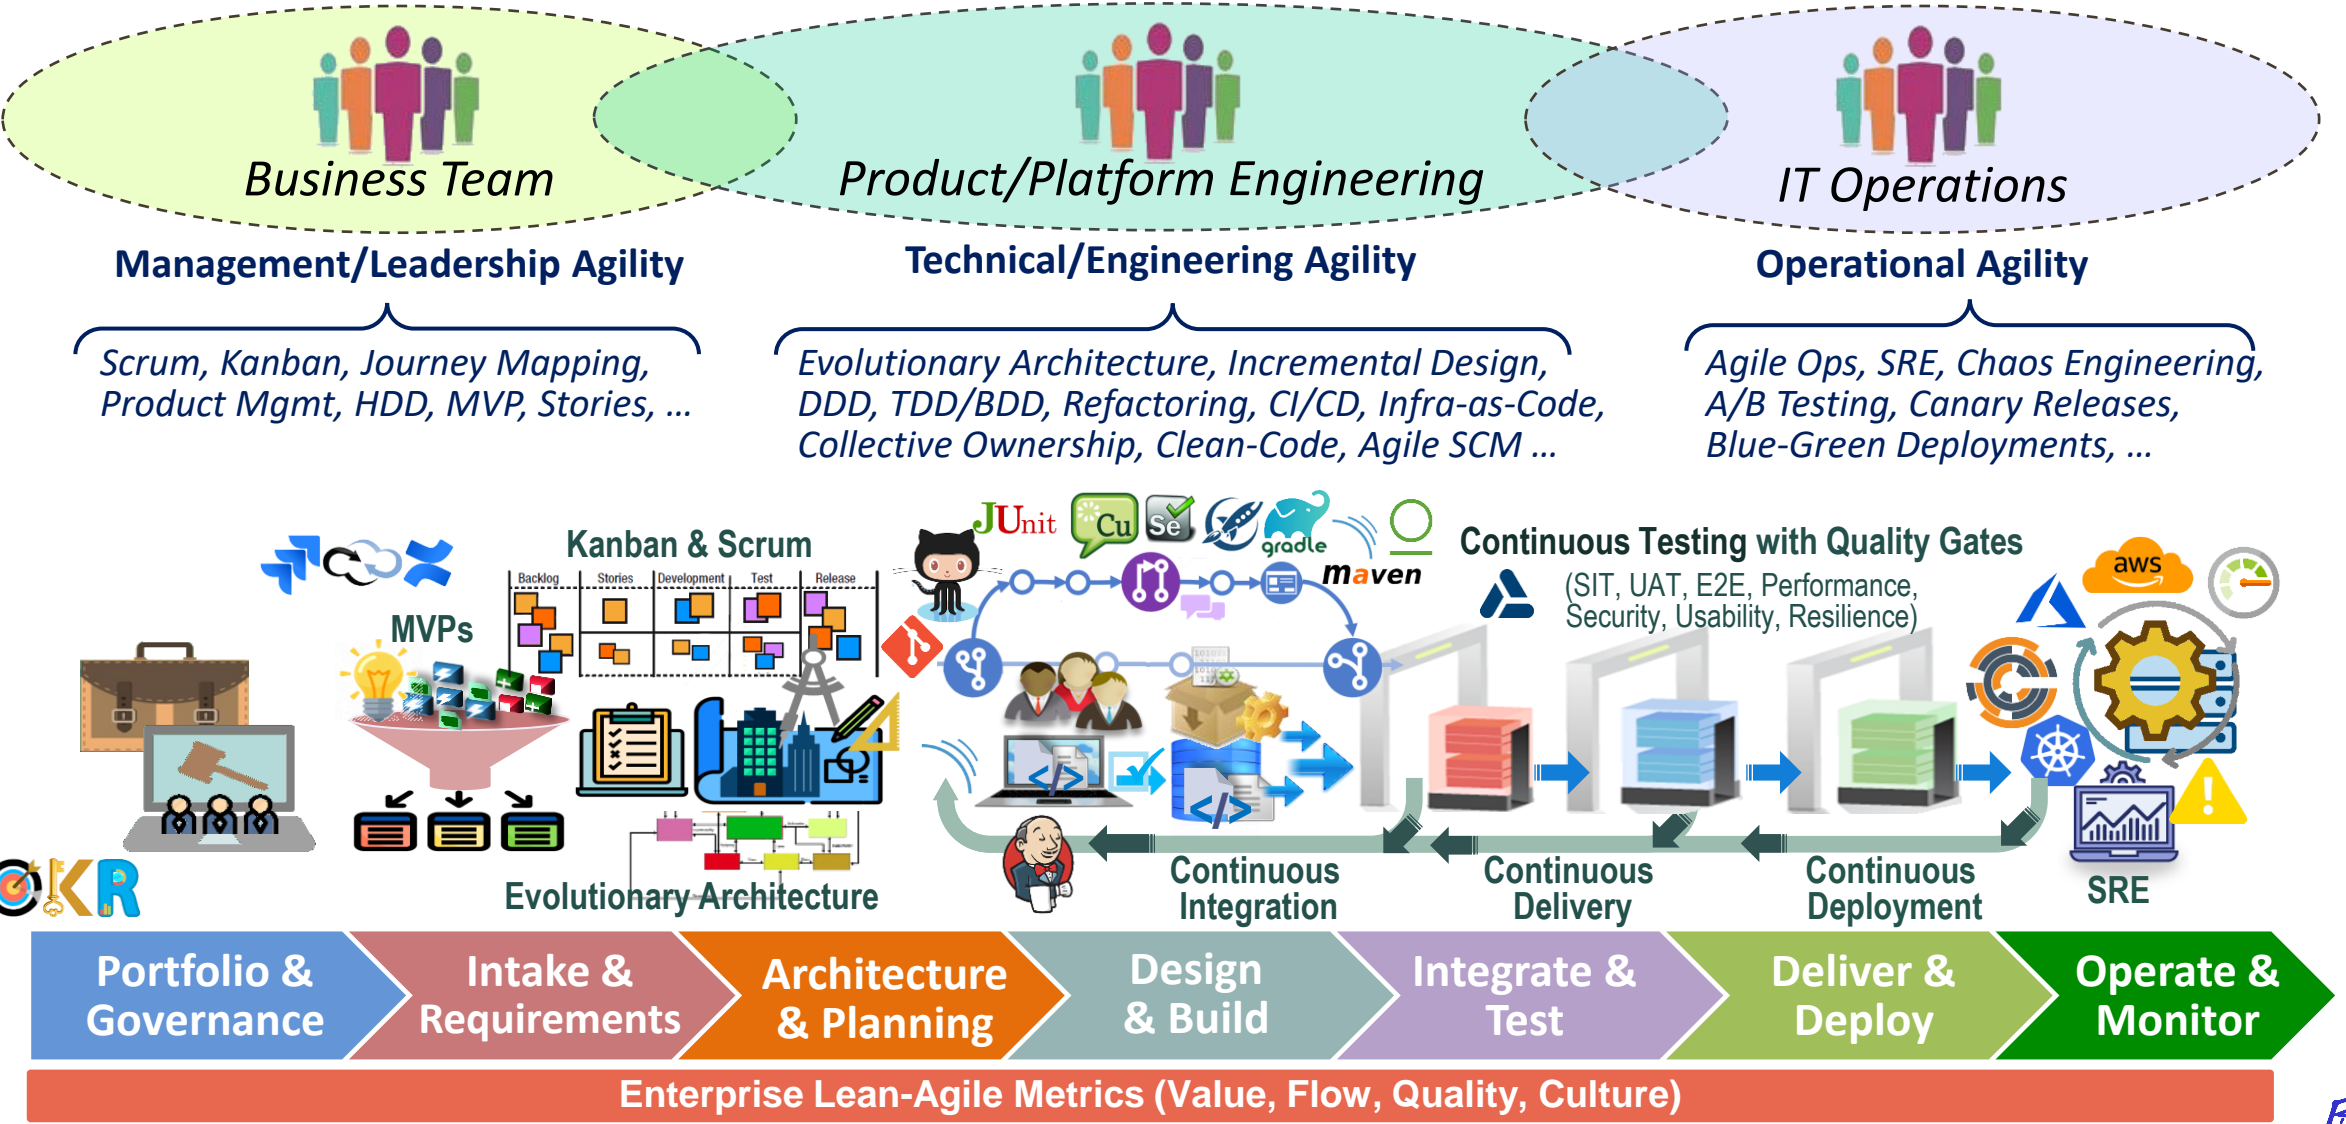 Business Team
Product/Platform Engineering
IT Operations
Management/Leadership Agility
Technical/Engineering Agility
Operational Agility
Scrum, Kanban, Journey Mapping,
Product Mgmt, HDD, MVP, Stories, ...
Evolutionary Architecture, Incremental Design,
DDD, TDD/BDD, Refactoring, CI/CD, Infra-as-Code,
Collective Ownership, Clean-Code, Agile SCM ...
Agile Ops, SRE, Chaos Engineering,
A/B Testing, Canary Releases,
Blue-Green Deployments, ...
Kanban & Scrum
Backlog
Stories
Development
Test
Release
MVPs
JUnit
Cu
Se
gradle
maven
Continuous Testing with Quality Gates
(SIT, UAT, E2E, Performance,
Security, Usability, Resilience)
aws
</>
</>
OKR
Evolutionary Architecture
Continuous
Integration
Continuous
Delivery
Continuous
Deployment
SRE
Portfolio &
Governance
Intake &
Requirements
Architecture
& Planning
Design
& Build
Integrate &
Test
Deliver &
Deploy
Operate &
Monitor
Enterprise Lean-Agile Metrics (Value, Flow, Quality, Culture)